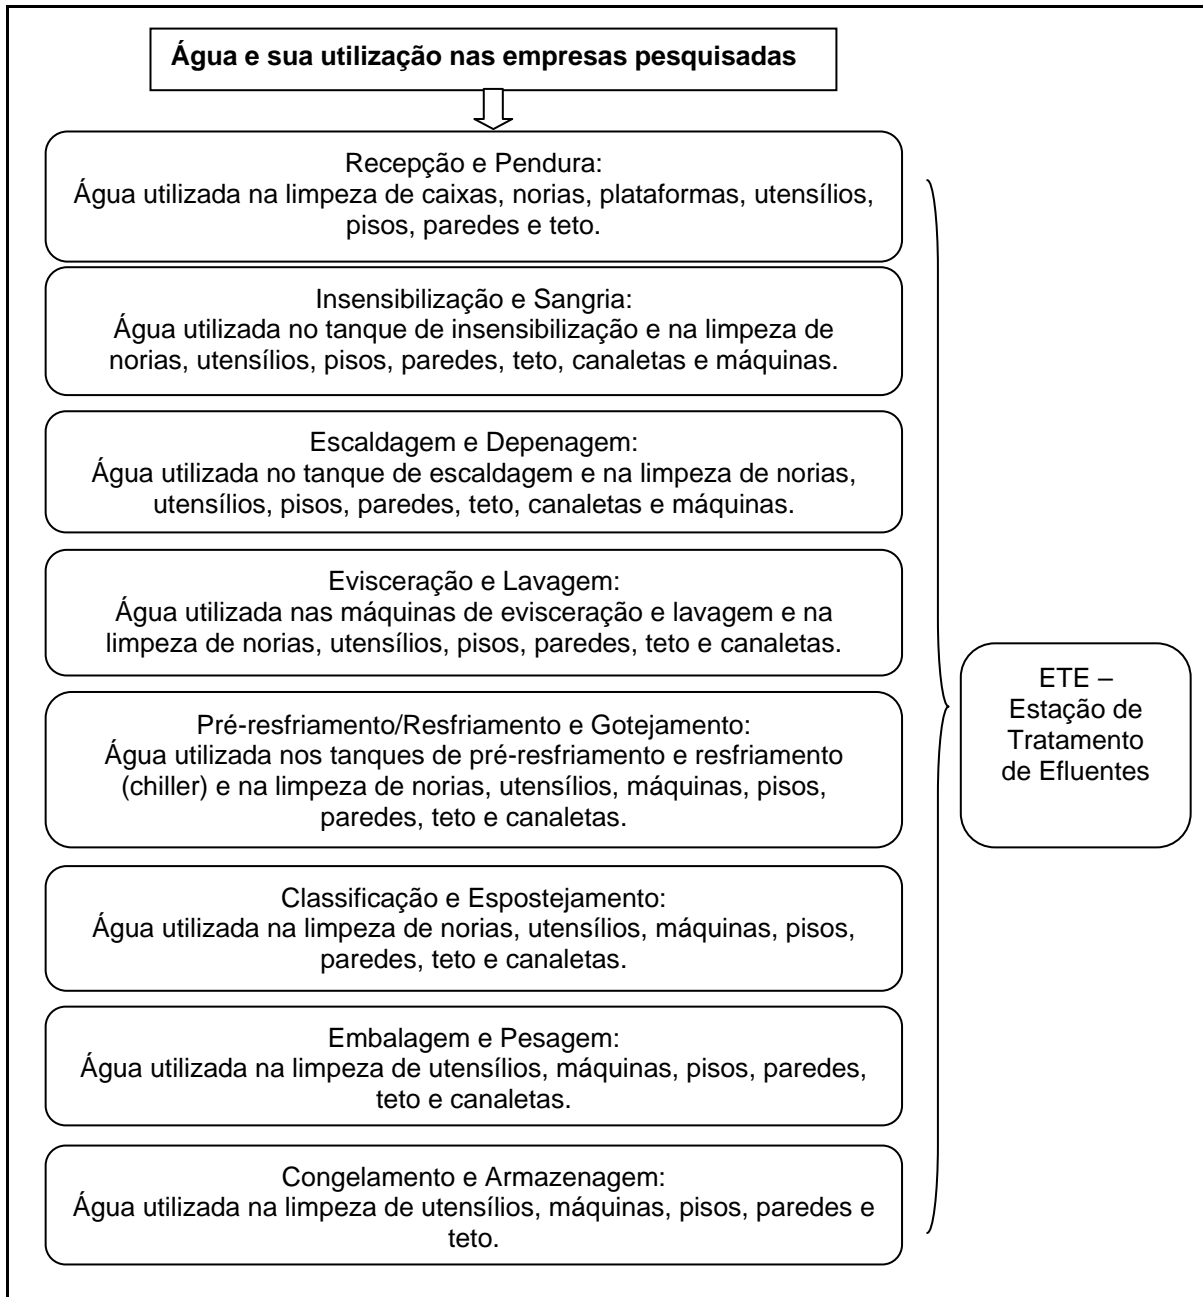 Água e sua utilização nas empresas pesquisadas
Recepção e Pendura:
Água utilizada na limpeza de caixas, norias, plataformas, utensílios,
pisos, paredes e teto.
Insensibilização e Sangria:
Água utilizada no tanque de insensibilização e na limpeza de
norias, utensílios, pisos, paredes, teto, canaletas e máquinas.
Escaldagem e Depenagem:
Água utilizada no tanque de escaldagem e na limpeza de norias,
utensílios, pisos, paredes, teto, canaletas e máquinas.
Evisceração e Lavagem:
Água utilizada nas máquinas de evisceração e lavagem e na
limpeza de norias, utensílios, pisos, paredes, teto e canaletas.
Pré-resfriamento/Resfriamento e Gotejamento:
Água utilizada nos tanques de pré-resfriamento e resfriamento
(chiller) e na limpeza de norias, utensílios, máquinas, pisos,
paredes, teto e canaletas.
Classificação e Espostejamento:
Água utilizada na limpeza de norias, utensílios, máquinas, pisos,
paredes, teto e canaletas.
Embalagem e Pesagem:
Água utilizada na limpeza de utensílios, máquinas, pisos, paredes,
teto e canaletas.
Congelamento e Armazenagem:
Água utilizada na limpeza de utensílios, máquinas, pisos, paredes e
teto.
ETE –
Estação de
Tratamento
de Efluentes